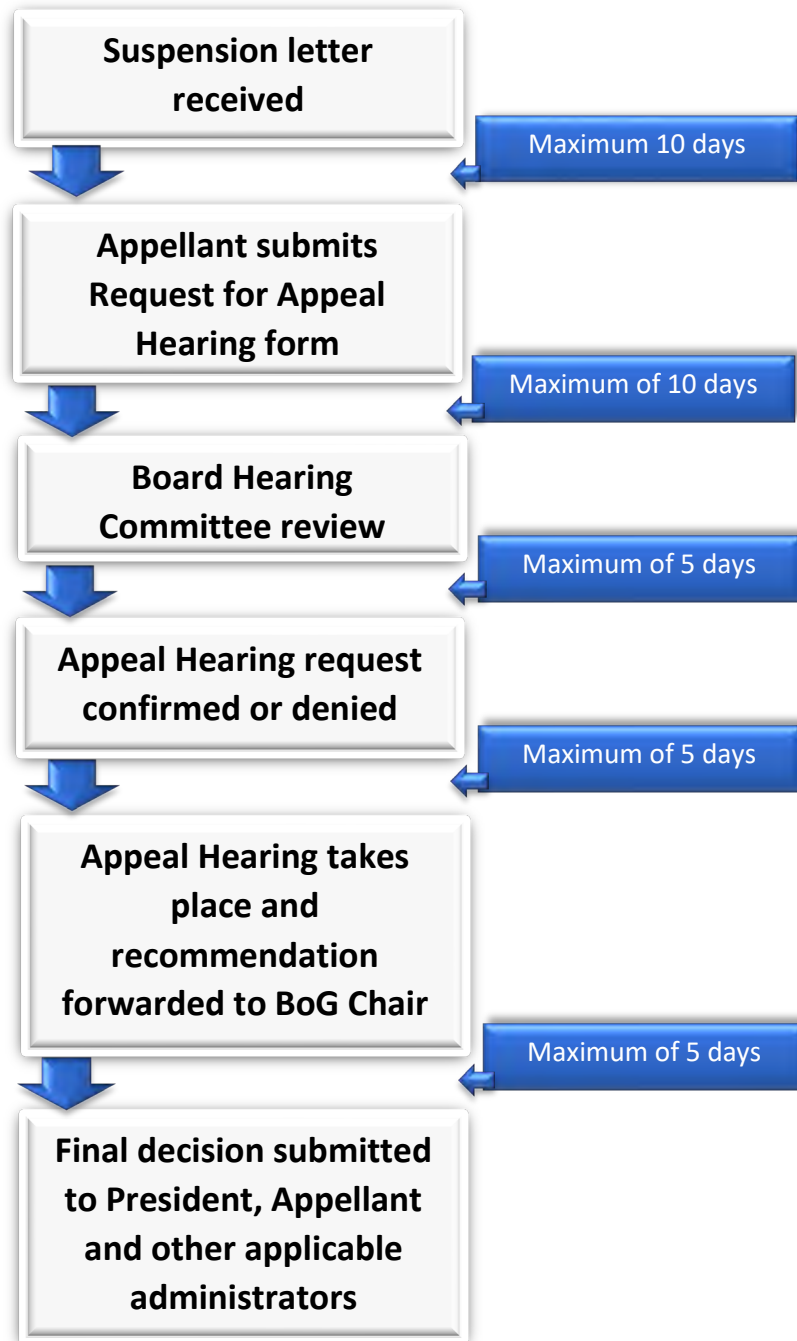 Suspension letter
received
Maximum 10 days
Appellant submits
Request for Appeal
Hearing form
Maximum of 10 days
Board Hearing
Committee review
Maximum of 5 days
Appeal Hearing request
confirmed or denied
Maximum of 5 days
Appeal Hearing takes
place and
recommendation
forwarded to BoG Chair
Maximum of 5 days
Final decision submitted
to President, Appellant
and other applicable
administrators